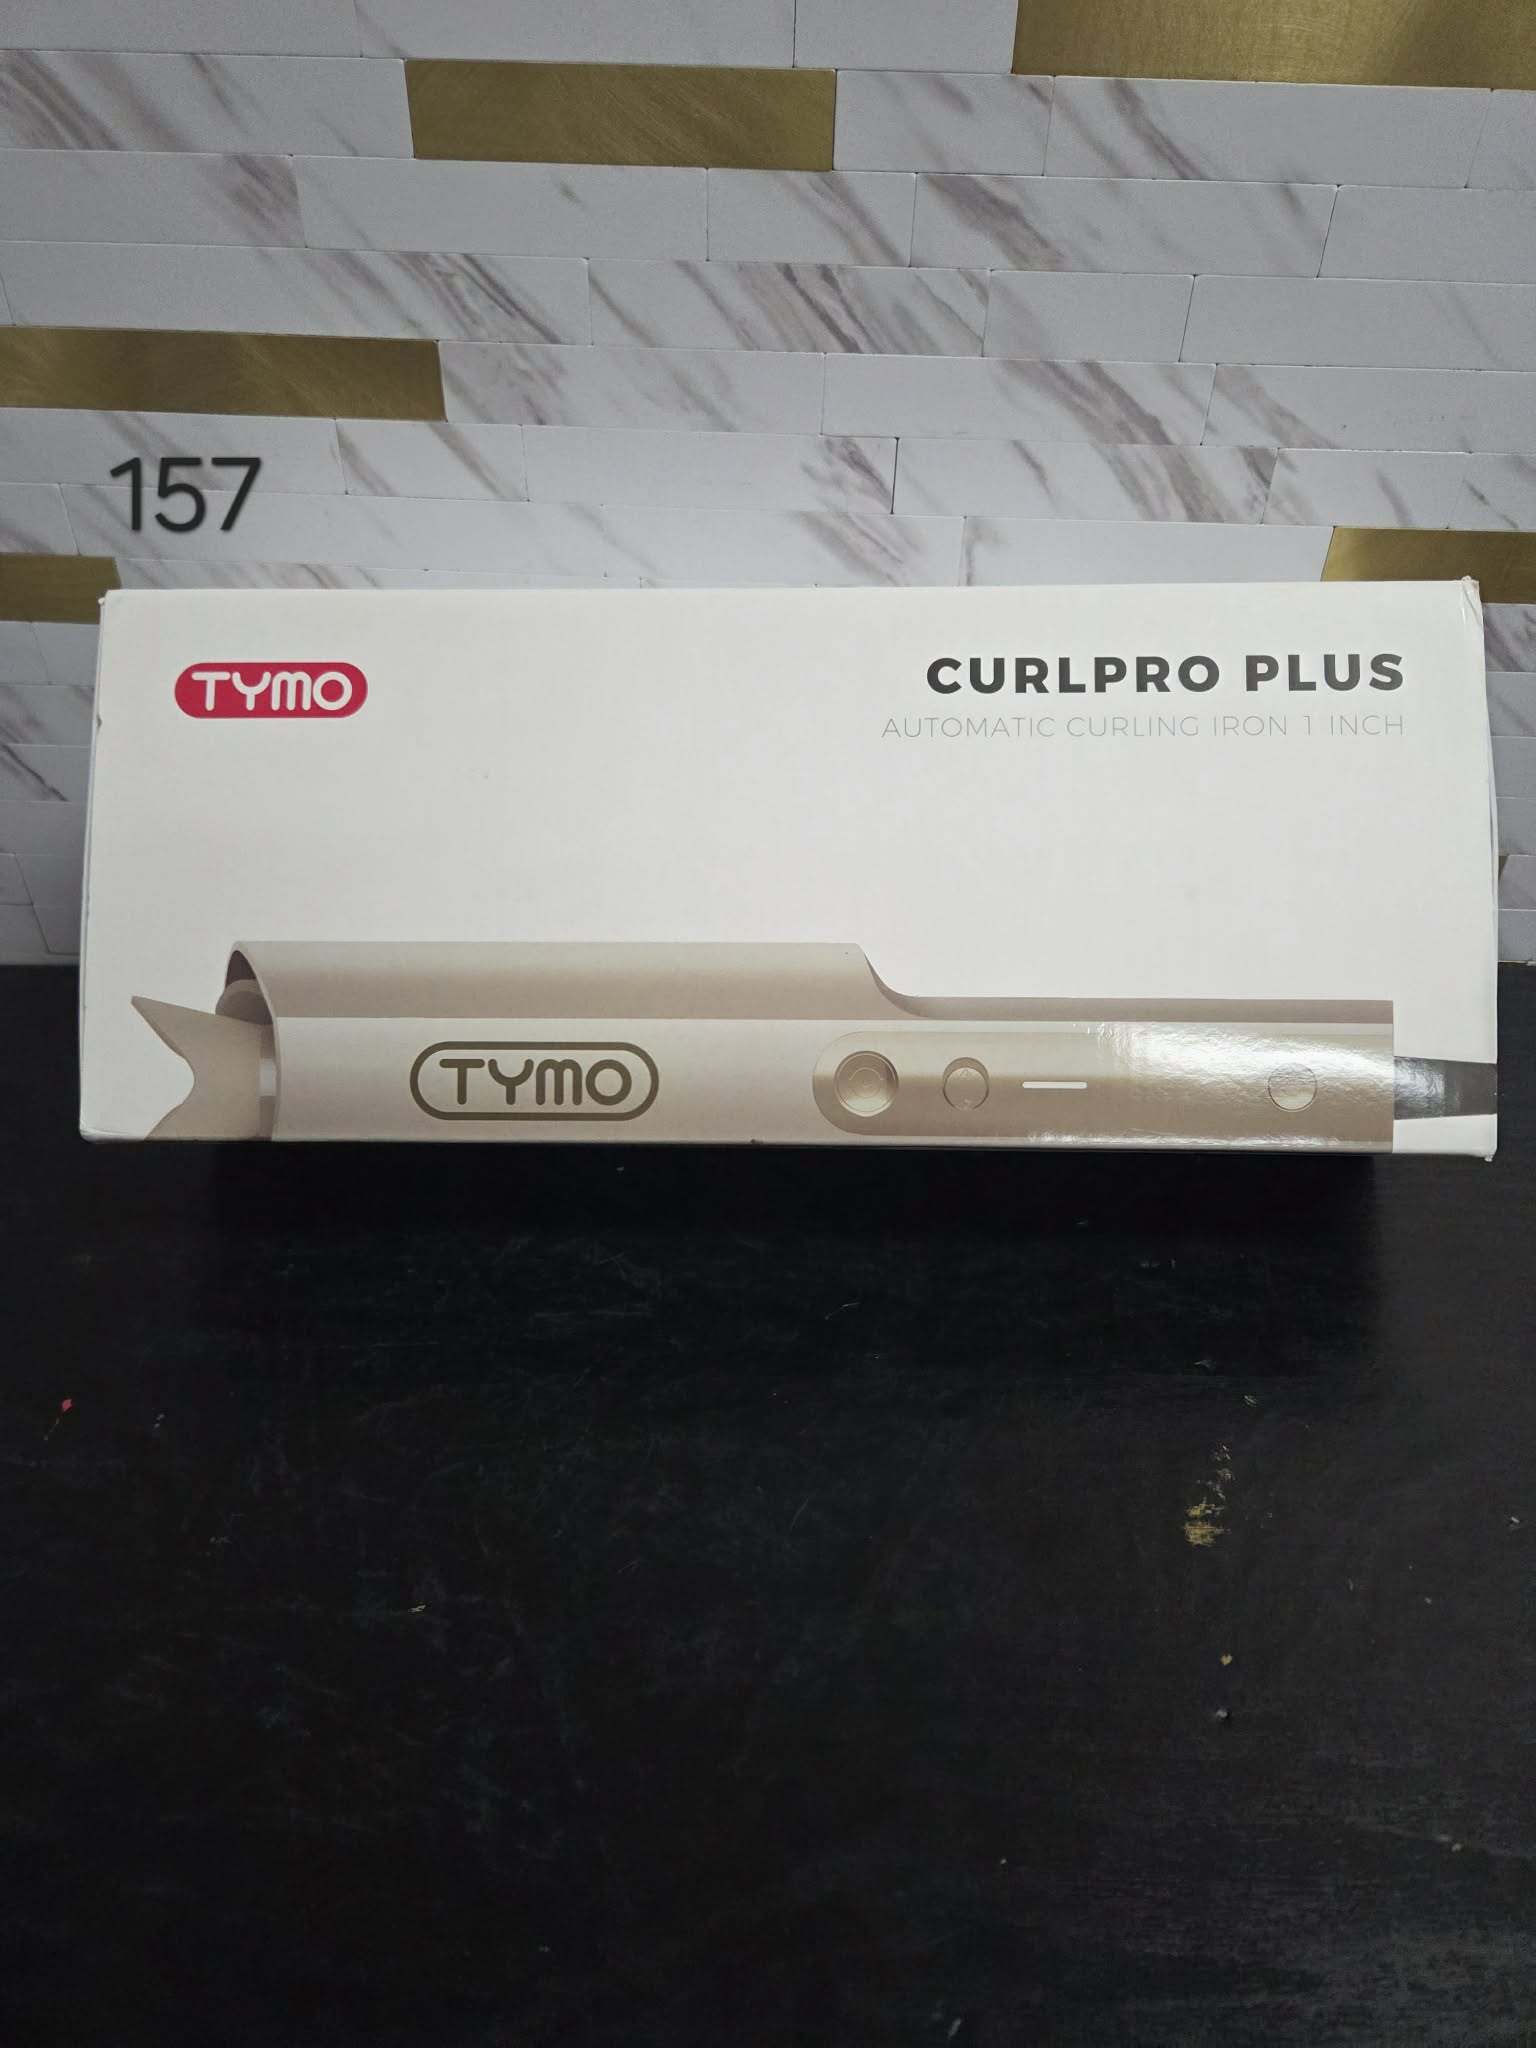 157
TYMO
CURLPRO PLUS
AUTOMATIC CURLING IRON 1 INCH
TYMO